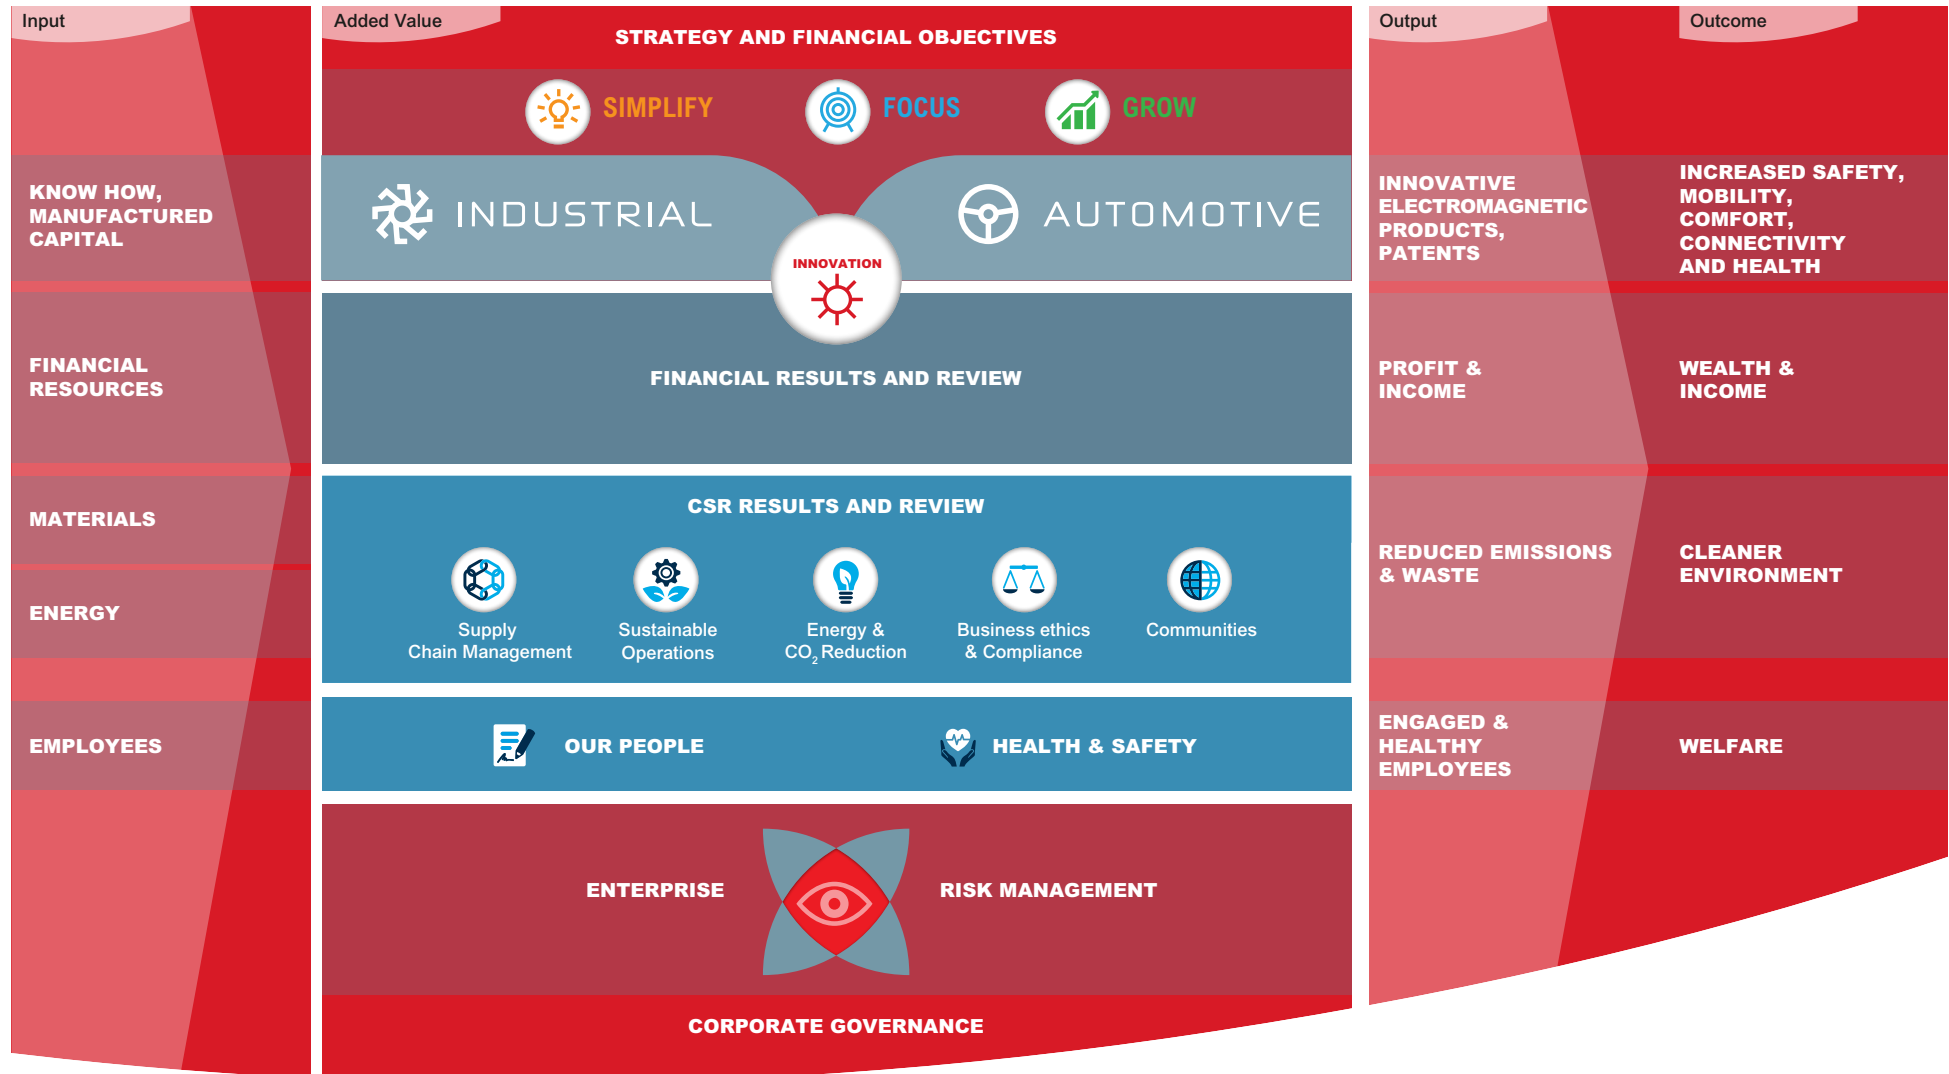 Input
KNOW HOW,
MANUFACTURED
CAPITAL
FINANCIAL
RESOURCES
MATERIALS
ENERGY
EMPLOYEES
Added Value
STRATEGY AND FINANCIAL OBJECTIVES
SIMPLIFY
FOCUS
GROW
INDUSTRIAL
AUTOMOTIVE
INNOVATION
FINANCIAL RESULTS AND REVIEW
CSR RESULTS AND REVIEW
Supply
Chain Management
Sustainable
Operations
Energy &
CO2 Reduction
Business ethics
& Compliance
Communities
OUR PEOPLE
HEALTH & SAFETY
ENTERPRISE
RISK MANAGEMENT
CORPORATE GOVERNANCE
Output
INNOVATIVE
ELECTROMAGNETIC
PRODUCTS,
PATENTS
PROFIT &
INCOME
REDUCED EMISSIONS
& WASTE
ENGAGED &
HEALTHY
EMPLOYEES
Outcome
INCREASED SAFETY,
MOBILITY,
COMFORT,
CONNECTIVITY
AND HEALTH
WEALTH &
INCOME
CLEANER
ENVIRONMENT
WELFARE